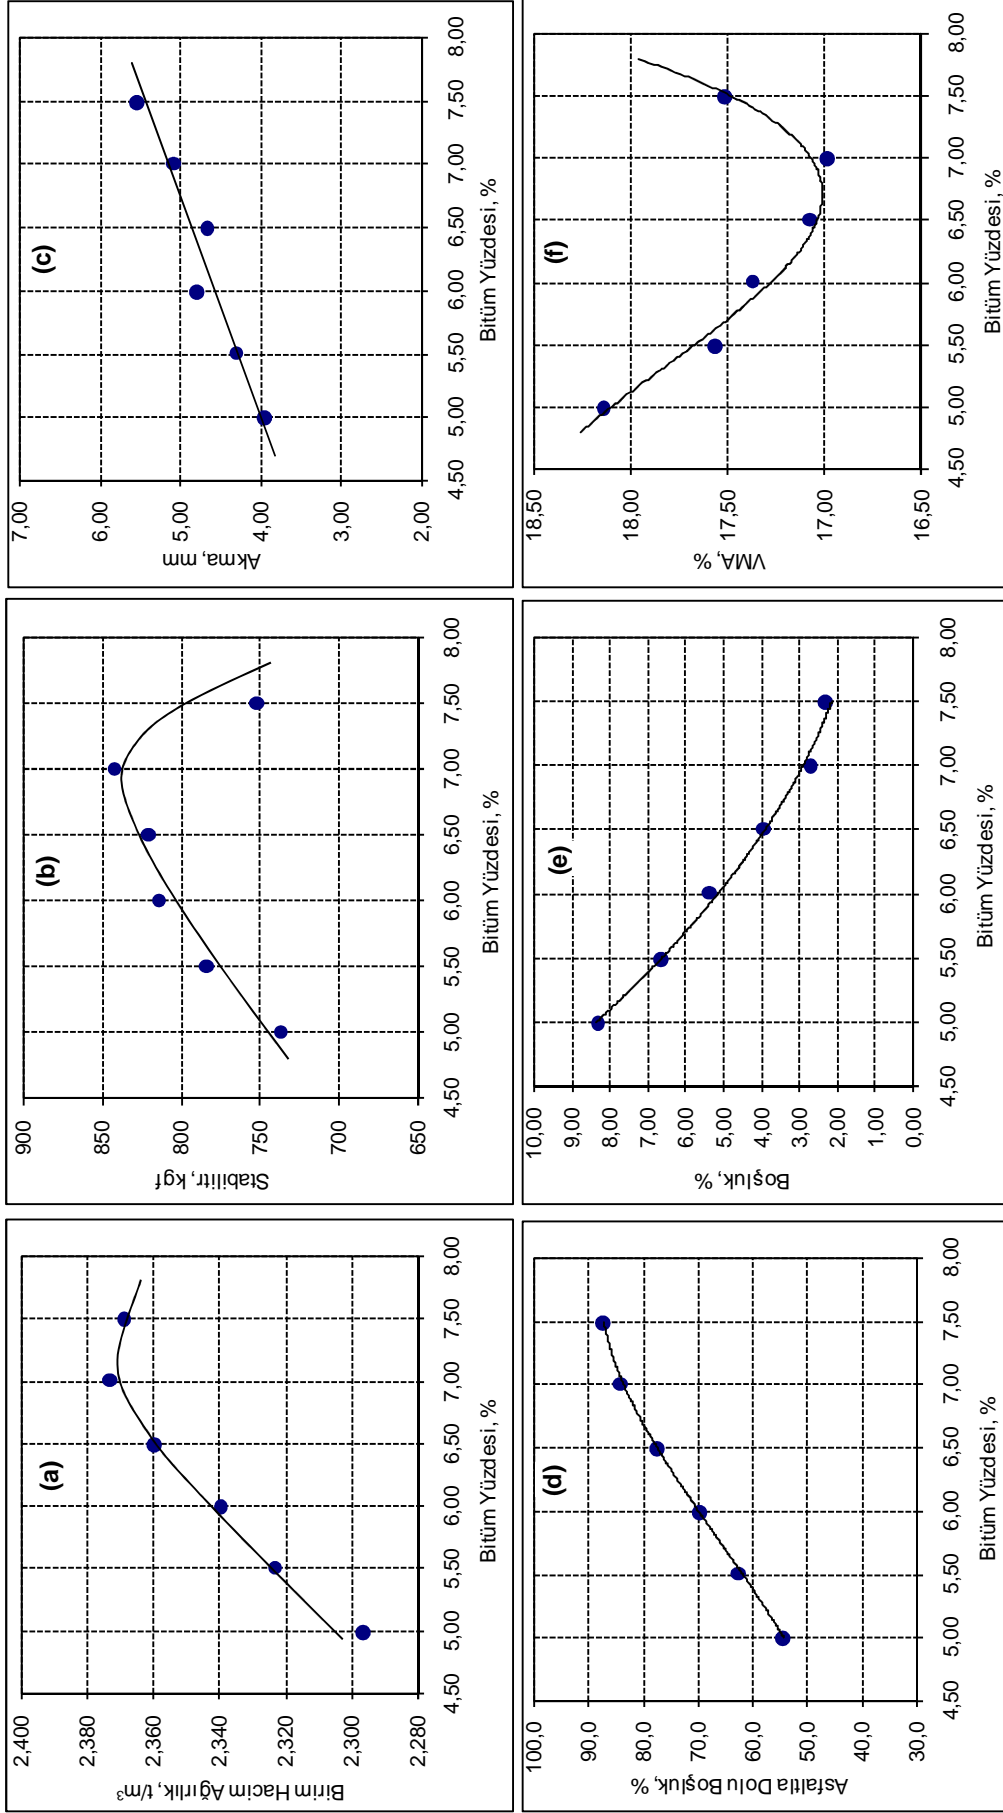 (a)
Birim Hacim Ağırlık, t/m³
2,400
2,380
2,360
2,340
2,320
2,300
2,280
4,50 5,00 5,50 6,00 6,50 7,00 7,50 8,00
Bitüm Yüzdesi, %
(b)
Stabilitr, kgf
900
850
800
750
700
650
4,50 5,00 5,50 6,00 6,50 7,00 7,50 8,00
Bitüm Yüzdesi, %
(c)
Akma, mm
7,00
6,00
5,00
4,00
3,00
2,00
4,50 5,00 5,50 6,00 6,50 7,00 7,50 8,00
Bitüm Yüzdesi, %
(d)
Asfaltla Dolu Boşluk, %
100,0
90,0
80,0
70,0
60,0
50,0
40,0
30,0
4,50 5,00 5,50 6,00 6,50 7,00 7,50 8,00
Bitüm Yüzdesi, %
(e)
Boşluk, %
10,00
9,00
8,00
7,00
6,00
5,00
4,00
3,00
2,00
1,00
0,00
4,50 5,00 5,50 6,00 6,50 7,00 7,50 8,00
Bitüm Yüzdesi, %
(f)
VMA, %
18,50
18,00
17,50
17,00
16,50
4,50 5,00 5,50 6,00 6,50 7,00 7,50 8,00
Bitüm Yüzdesi, %